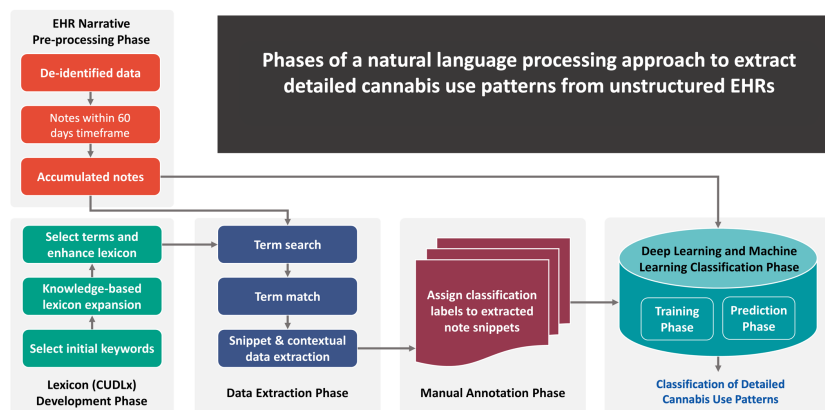 EHR Narrative
Pre-processing Phase
De-identified data
Notes within 60
days timeframe
Accumulated notes
Phases of a natural language processing approach to extract
detailed cannabis use patterns from unstructured EHRs
Select terms and
enhance lexicon
Knowledge-based
lexicon expansion
Select initial keywords
Lexicon (CUDLx)
Development Phase
Term search
Term match
Snippet & contextual
data extraction
Data Extraction Phase
Assign classification
labels to extracted
note snippets
Manual Annotation Phase
Deep Learning and Machine
Learning Classification Phase
Training
Phase
Prediction
Phase
Classification of Detailed
Cannabis Use Patterns